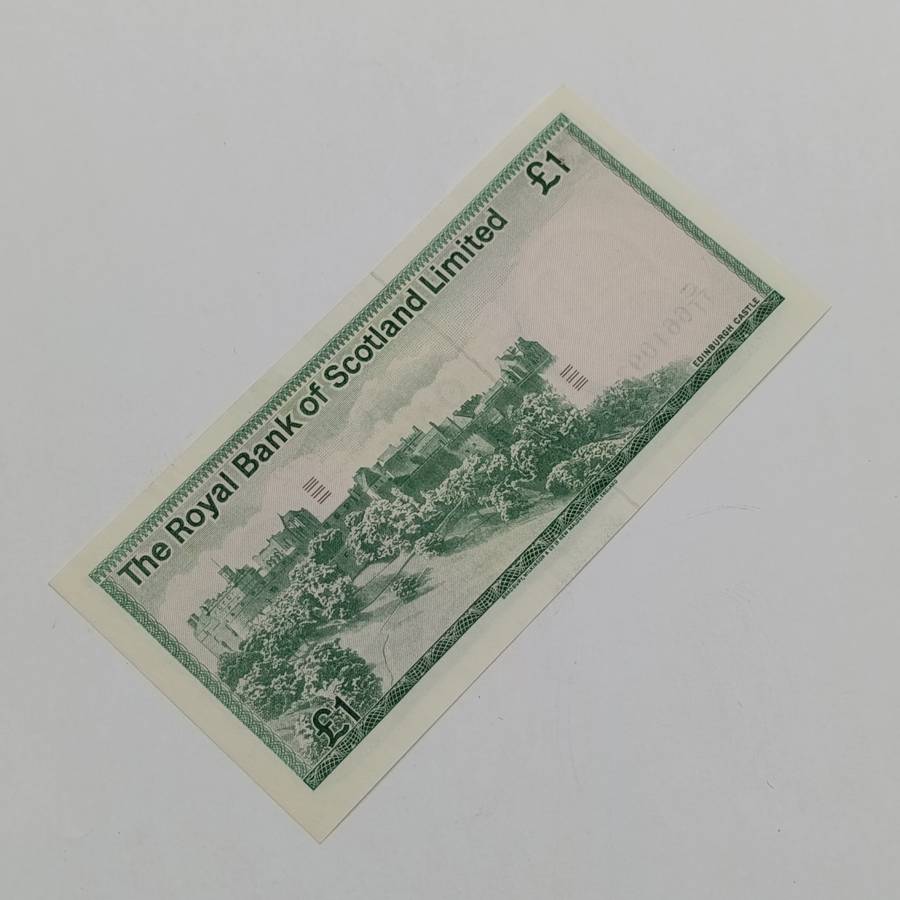 £1
The Royal Bank of Scotland Limited
EDINBURGH CASTLE
£1